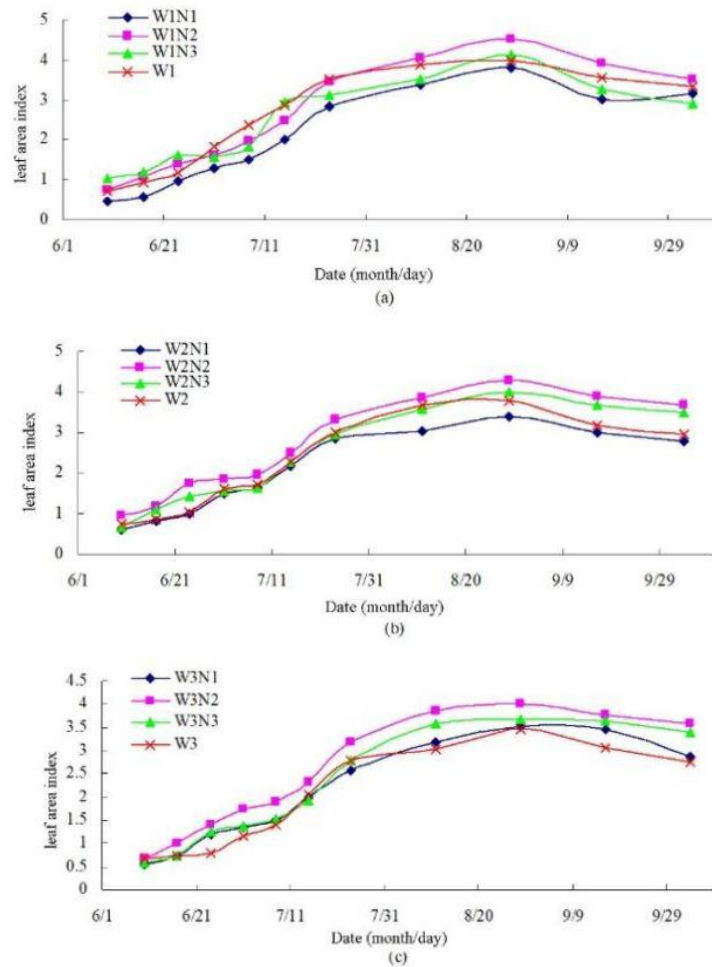 W1N1
W1N2
W1N3
W1
5
4
3
2
1
0
leaf area index
6/1 6/21 7/11 7/31 8/20 9/9 9/29
Date (month/day)
(a)
W2N1
W2N2
W2N3
W2
5
4
3
2
1
0
leaf area index
6/1 6/21 7/11 7/31 8/20 9/9 9/29
Date (month/day)
(b)
W3N1
W3N2
W3N3
W3
4.5
4
3.5
3
2.5
2
1.5
1
0.5
0
leaf area index
6/1 6/21 7/11 7/31 8/20 9/9 9/29
Date (month/day)
(c)